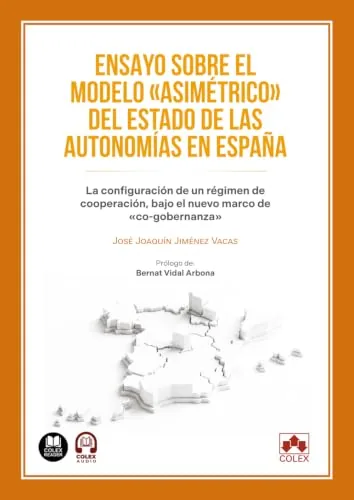 ENSAYO SOBRE EL
MODELO «ASIMÉTRICO»
DEL ESTADO DE LAS
AUTONOMÍAS EN ESPAÑA
La configuración de un régimen de
cooperación, bajo el nuevo marco de
«co-gobernanza»
José Joaquín Jiménez Vacas
Prólogo de:
Bernat Vidal Arbona
COLEX
READER
COLEX
AUDIO
COLEX